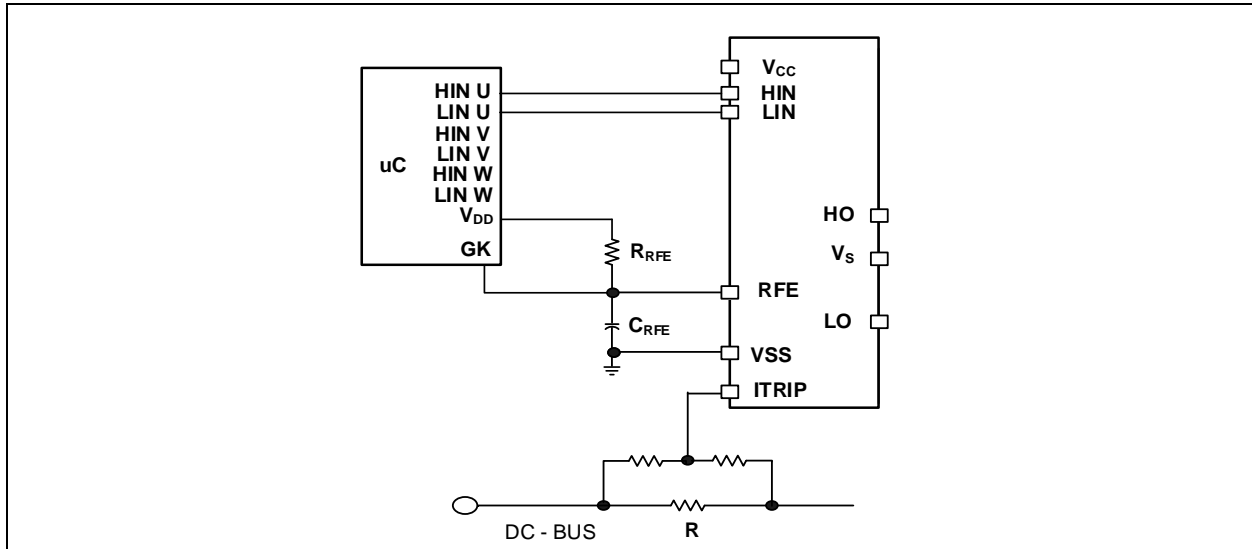 uC
HIN U
LIN U
HIN V
LIN V
HIN W
LIN W
VDD
GK
RRFE
CRFE
VCC
HIN
LIN
HO
VS
RFE
LO
VSS
ITRIP
DC - BUS
R